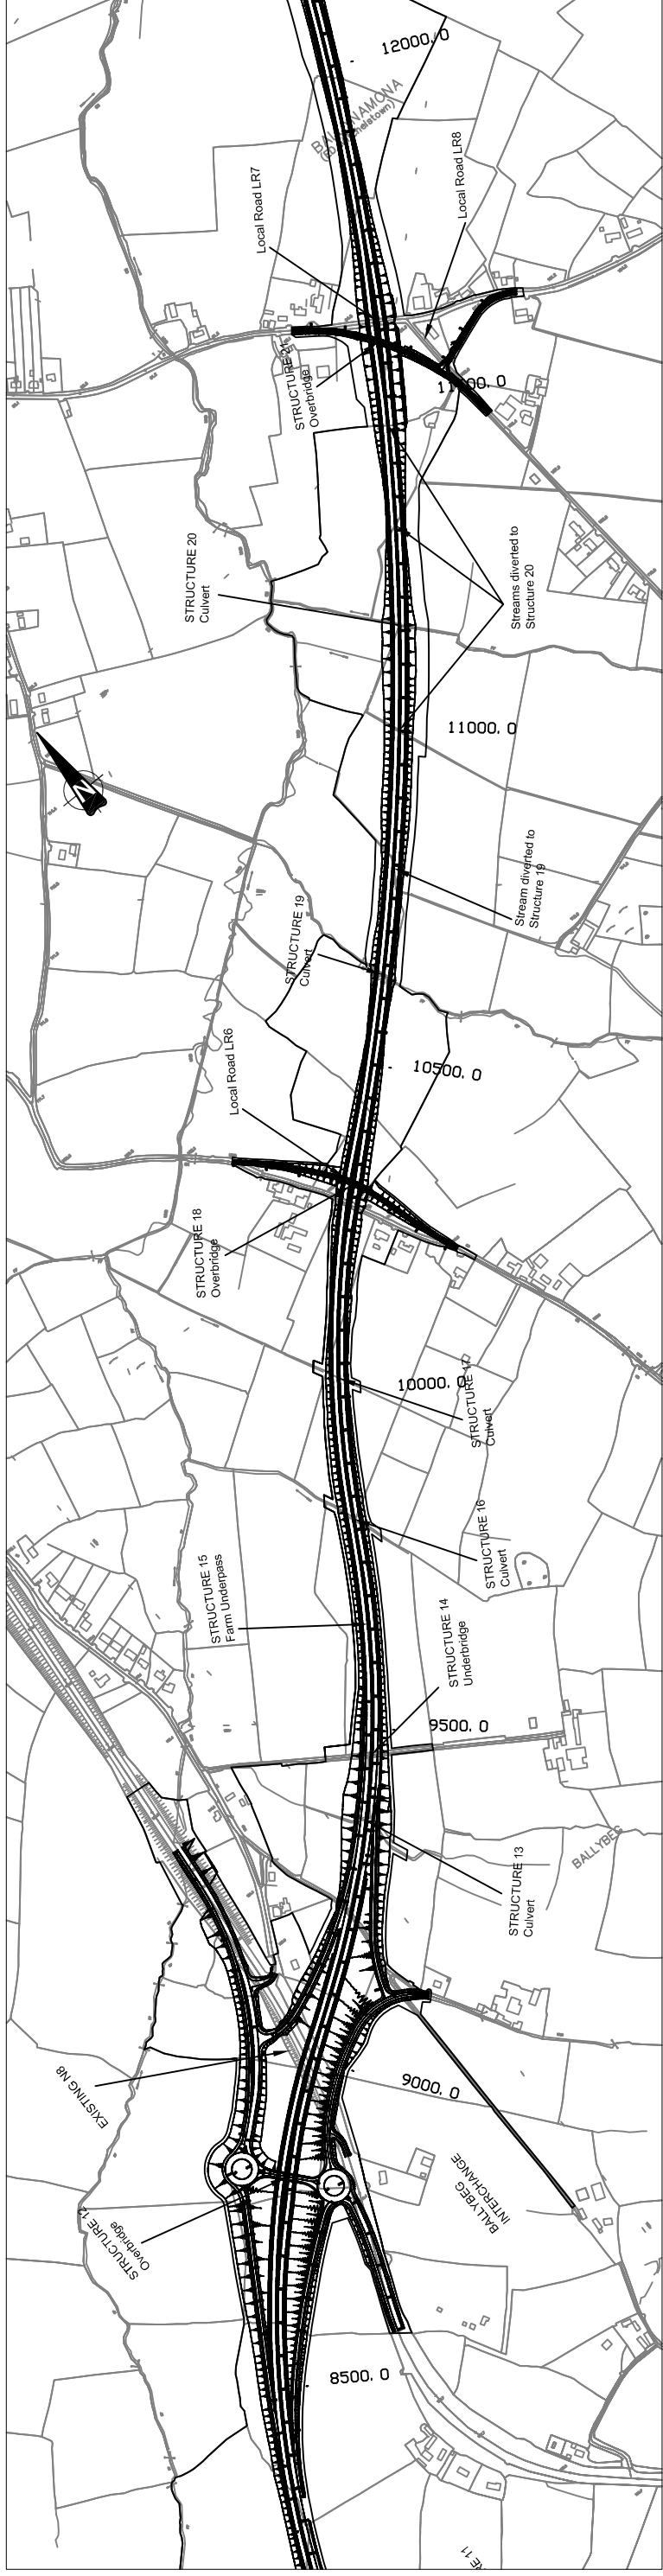 12000, 0
Local Road LR7
Local Road LR8
STRUCTURE 21
Overbridge
STRUCTURE 20
Culvert
Streams diverted to
Structure 20
11000, 0
N
Stream diverted to
Structure 19
STRUCTURE 19
Culvert
10500, 0
Local Road LR6
STRUCTURE 18
Overbridge
10000, 0
STRUCTURE 17
Culvert
STRUCTURE 16
Culvert
STRUCTURE 15
Farm Underpass
STRUCTURE 14
Underbridge
9500, 0
BALLYBEG
STRUCTURE 13
Culvert
EXISTING N8
9000, 0
BALLYBEG
INTERCHANGE
STRUCTURE 12
Overbridge
8500, 0